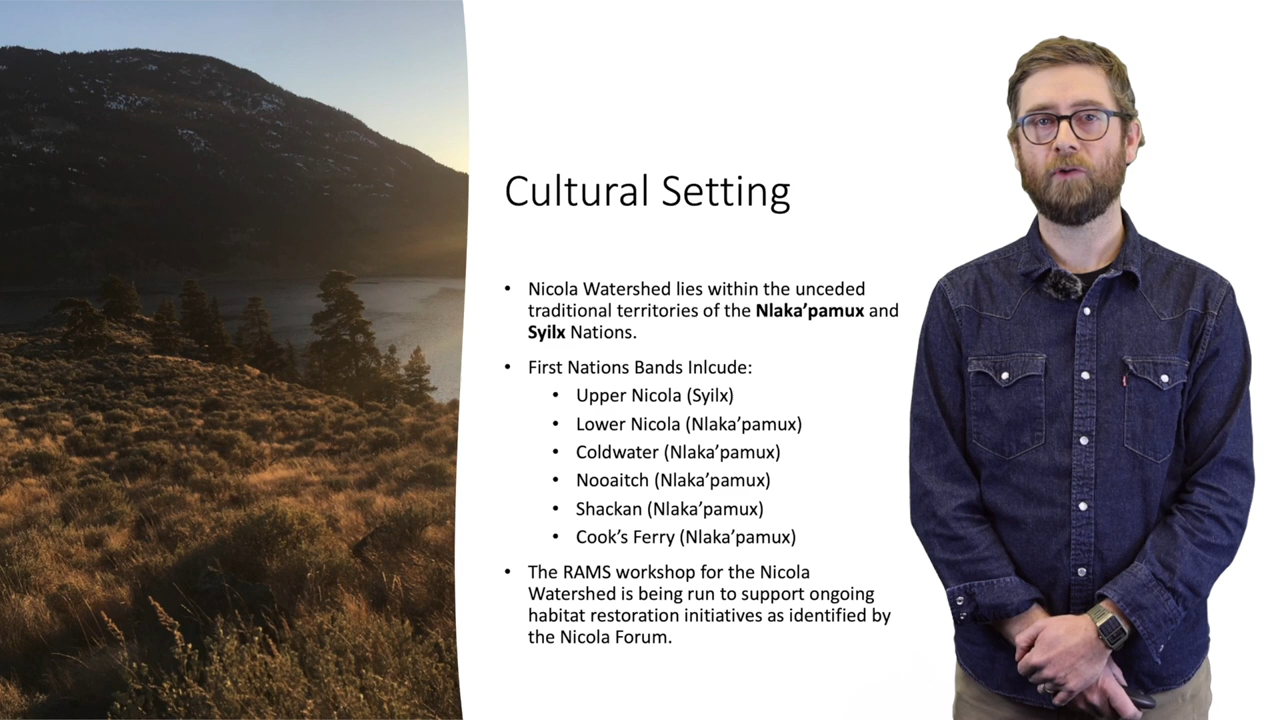 Cultural Setting
• Nicola Watershed lies within the unceded
traditional territories of the Nlaka’pamux and
Syilx Nations.
• First Nations Bands Inlcude:
• Upper Nicola (Syilx)
• Lower Nicola (Nlaka’pamux)
• Coldwater (Nlaka’pamux)
• Nooaitch (Nlaka’pamux)
• Shackan (Nlaka’pamux)
• Cook’s Ferry (Nlaka’pamux)
• The RAMS workshop for the Nicola
Watershed is being run to support ongoing
habitat restoration initiatives as identified by
the Nicola Forum.